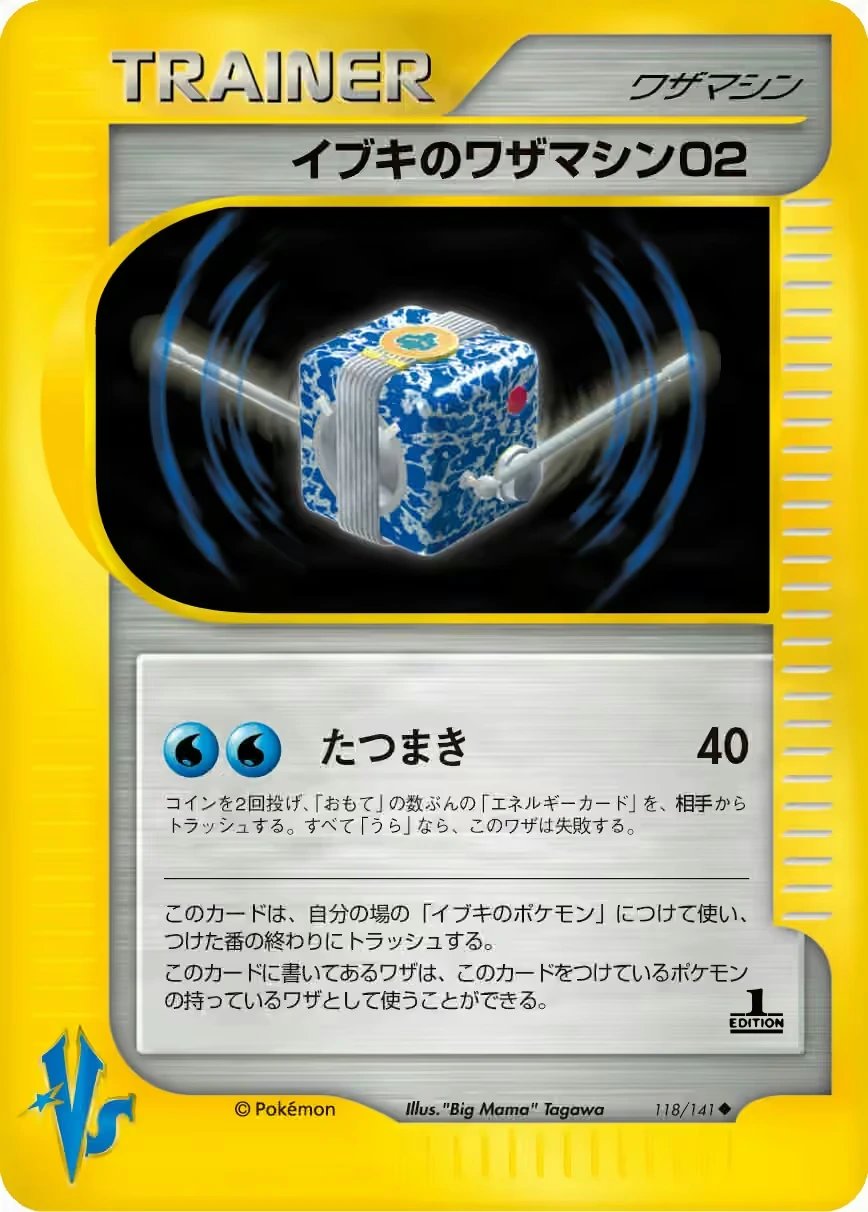 TRAINER
ワザマシン
イブキのワザマシン02
たつまき 40
コインを2回投げ、「おもて」の数ぶんの「エネルギーカード」を、相手から
トラッシュする。すべて「うら」なら、このワザは失敗する。
このカードは、自分の場の「イブキのポケモン」につけて使い、
つけた番の終わりにトラッシュする。
このカードに書いてあるワザは、このカードをつけているポケモン
の持っているワザとして使うことができる。
1
EDITION
VS
© Pokémon Illus."Big Mama" Tagawa 118/141◆